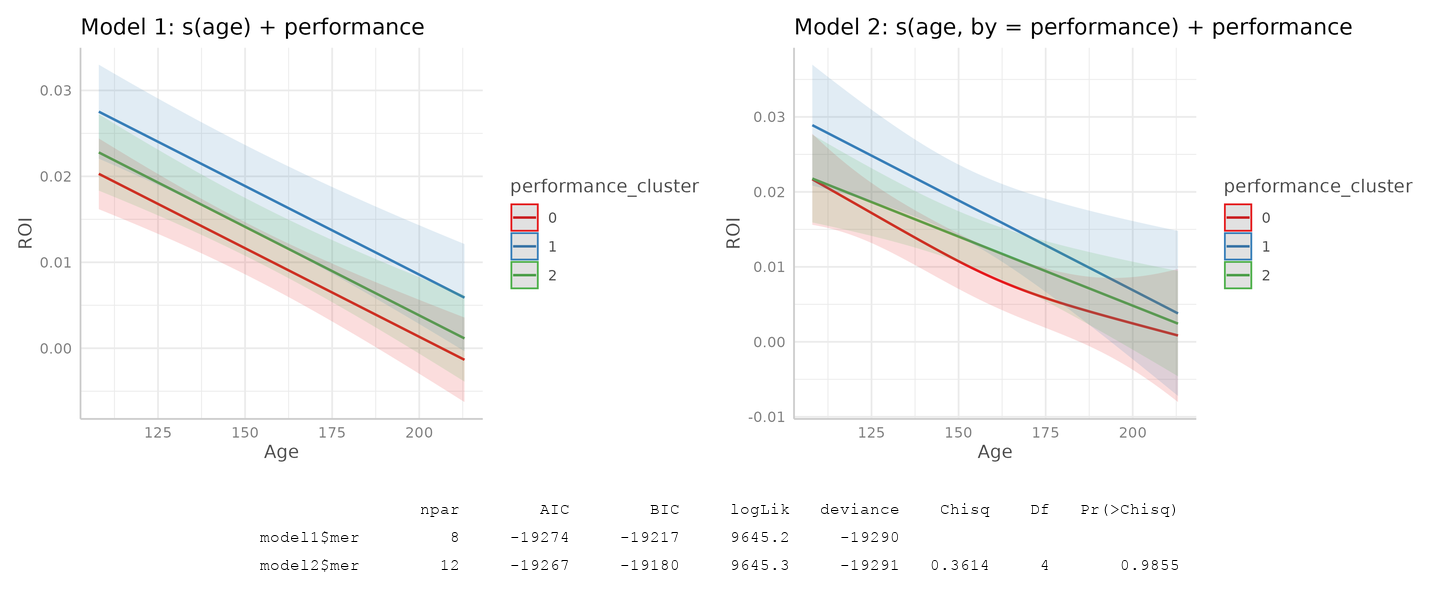 Model 1: s(age) + performance
ROI
0.03
0.02
0.01
0.00
125 150 175 200
Age
performance_cluster
0
1
2
Model 2: s(age, by = performance) + performance
ROI
0.03
0.02
0.01
0.00
-0.01
125 150 175 200
Age
performance_cluster
0
1
2
npar AIC BIC logLik deviance Chisq Df Pr(>Chisq)
model1$mer 8 -19274 -19217 9645.2 -19290
model2$mer 12 -19267 -19180 9645.3 -19291 0.3614 4 0.9855